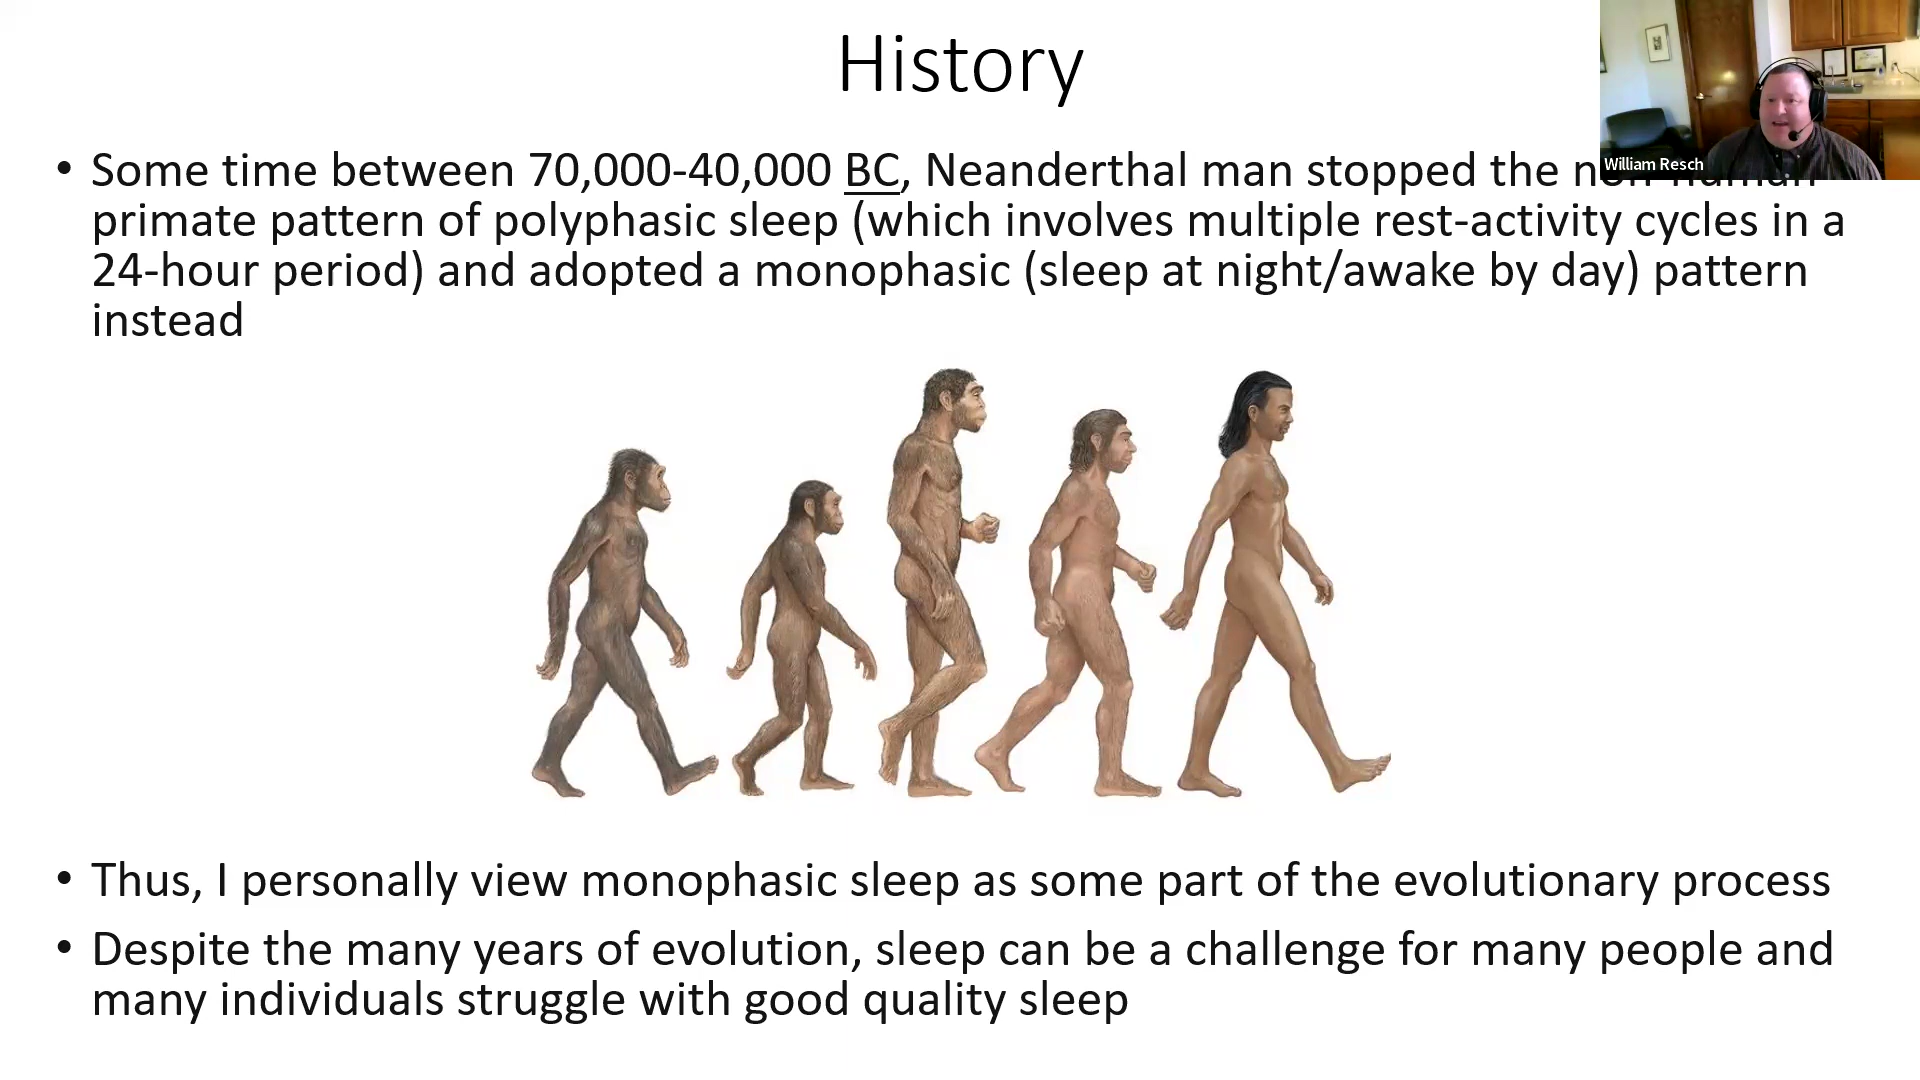 History
• Some time between 70,000-40,000 BC, Neanderthal man stopped the
primate pattern of polyphasic sleep (which involves multiple rest-activity cycles in a
24-hour period) and adopted a monophasic (sleep at night/awake by day) pattern
instead
• Thus, I personally view monophasic sleep as some part of the evolutionary process
• Despite the many years of evolution, sleep can be a challenge for many people and
many individuals struggle with good quality sleep
William Resch